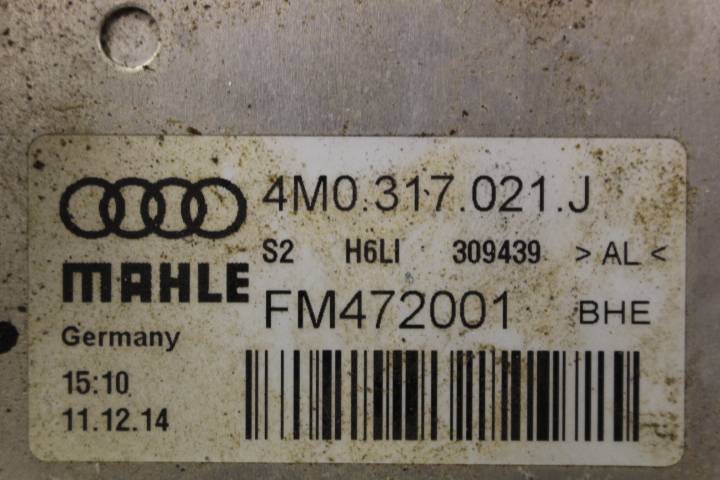 4M0.317.021.J
S2 H6LI 309439 > AL <
MAHLE
FM472001 BHE
Germany
15:10
11.12.14